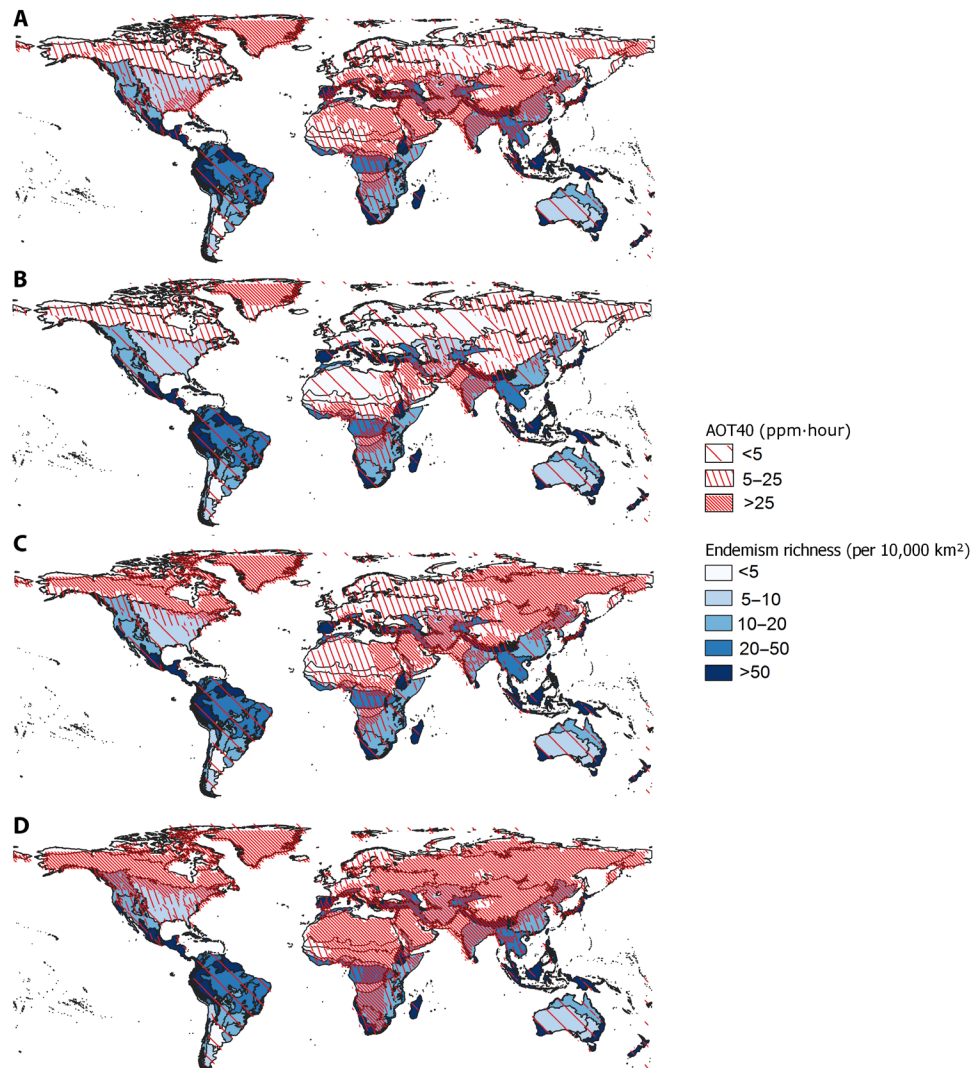 A
B
AOT40 (ppm·hour)
<5
5–25
>25
C
Endemism richness (per 10,000 km²)
<5
5–10
10–20
20–50
>50
D